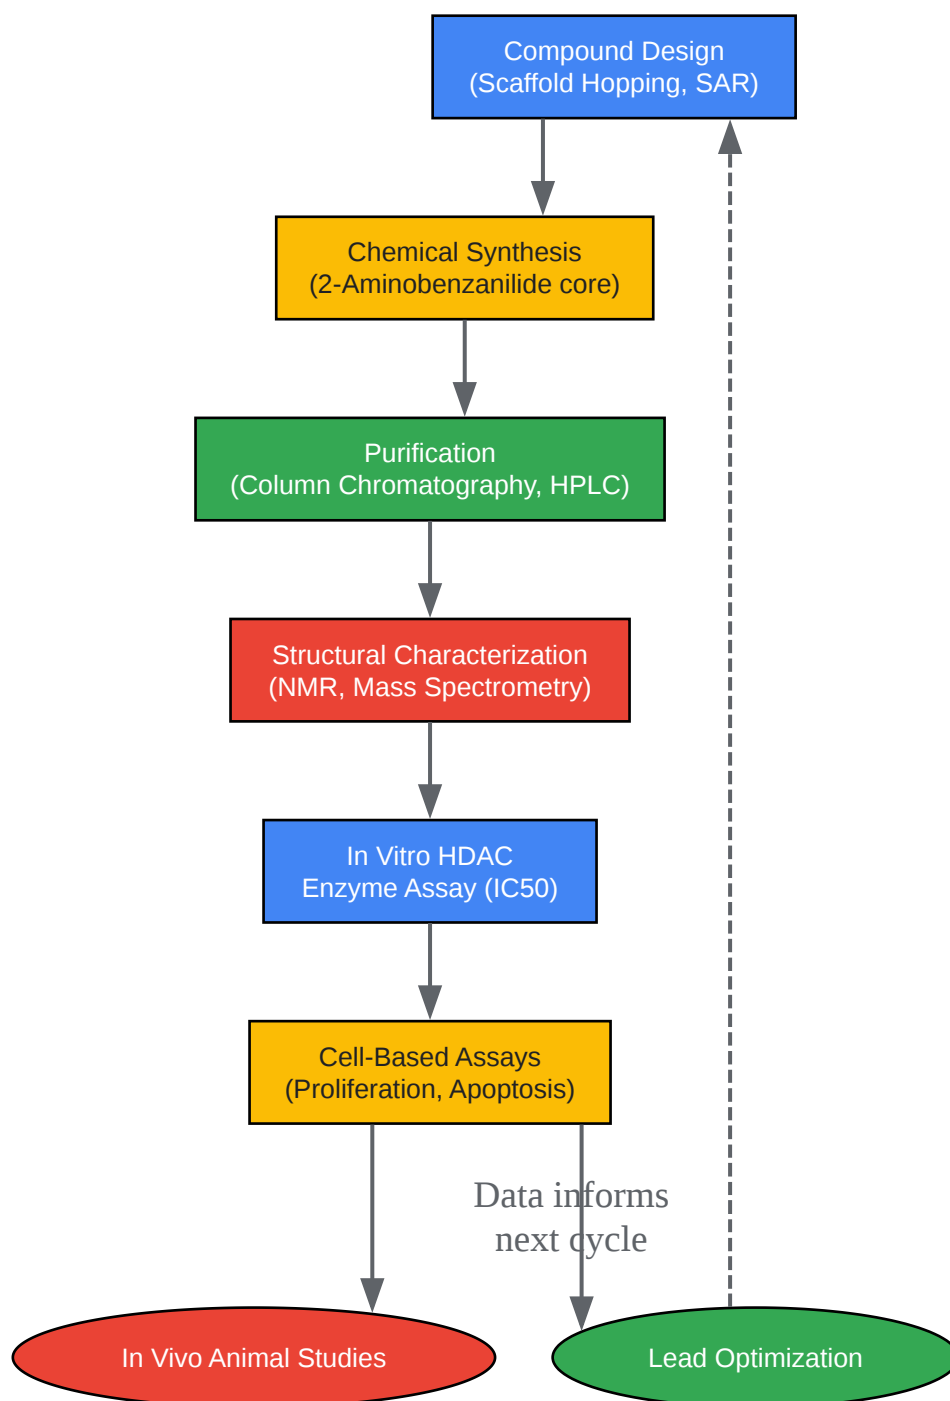 Compound Design
(Scaffold Hopping, SAR)
Chemical Synthesis
(2-Aminobenzanilide core)
Purification
(Column Chromatography, HPLC)
Structural Characterization
(NMR, Mass Spectrometry)
In Vitro HDAC
Enzyme Assay (IC50)
Cell-Based Assays
(Proliferation, Apoptosis)
Data informs
next cycle
In Vivo Animal Studies
Lead Optimization